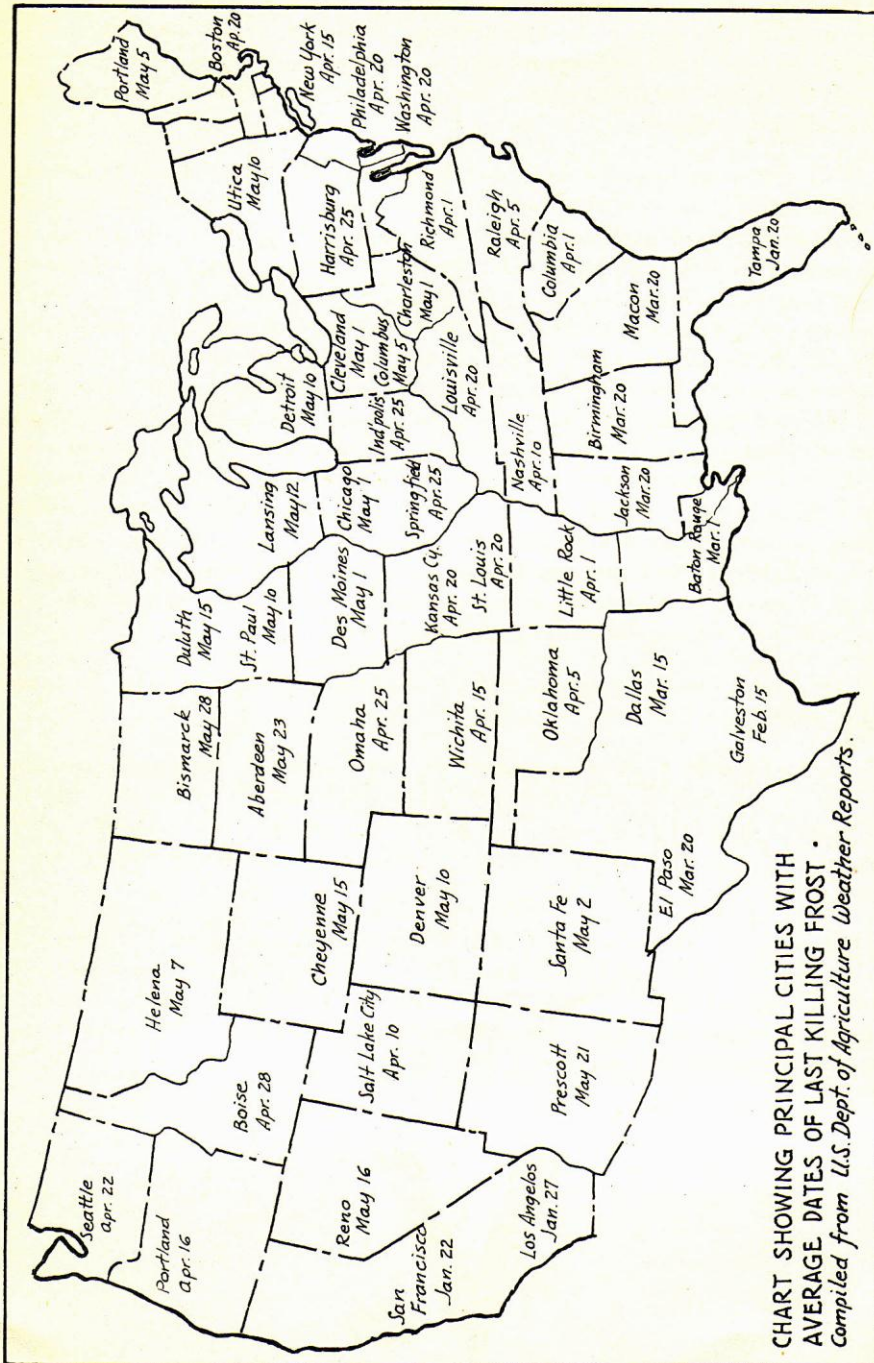 Seattle
Apr. 22
Portland
Apr. 16
Boise
Apr. 28
Helena
May 7
Reno
May 16
San
Francisco
Jan. 22
Los Angelos
Jan. 27
Salt Lake City
Apr. 10
Prescott
May 21
Cheyenne
May 15
Denver
May 10
Santa Fe
May 2
El Paso
Mar. 20
Bismarck
May 28
Aberdeen
May 23
Omaha
Apr. 25
Wichita
Apr. 15
Oklahoma
Apr. 5
Dallas
Mar. 15
Galveston
Feb. 15
Duluth
May 15
St. Paul
May 10
Des Moines
May 1
Kansas Cy.
Apr. 20
St. Louis
Apr. 20
Little Rock
Apr. 1
Baton Rouge
Mar. 1
Lansing
May 12
Chicago
May 1
Springfield
Apr. 25
Detroit
May 10
Ind'polis
Apr. 25
Cleveland
May 1
Columbus
May 5
Louisville
Apr. 20
Nashville
Apr. 10
Jackson
Mar. 20
Birmingham
Mar. 20
Macon
Mar. 20
Tampa
Jan. 20
Columbia
Apr. 1
Raleigh
Apr. 5
Richmond
Apr. 1
Charleston
May 1
Harrisburg
Apr. 25
Utica
May 10
Portland
May 5
Boston
Ap. 20
New York
Apr. 15
Philadelphia
Apr. 20
Washington
Apr. 20
CHART SHOWING PRINCIPAL CITIES WITH
AVERAGE DATES OF LAST KILLING FROST •
Compiled from U.S. Dept. of Agriculture Weather Reports.